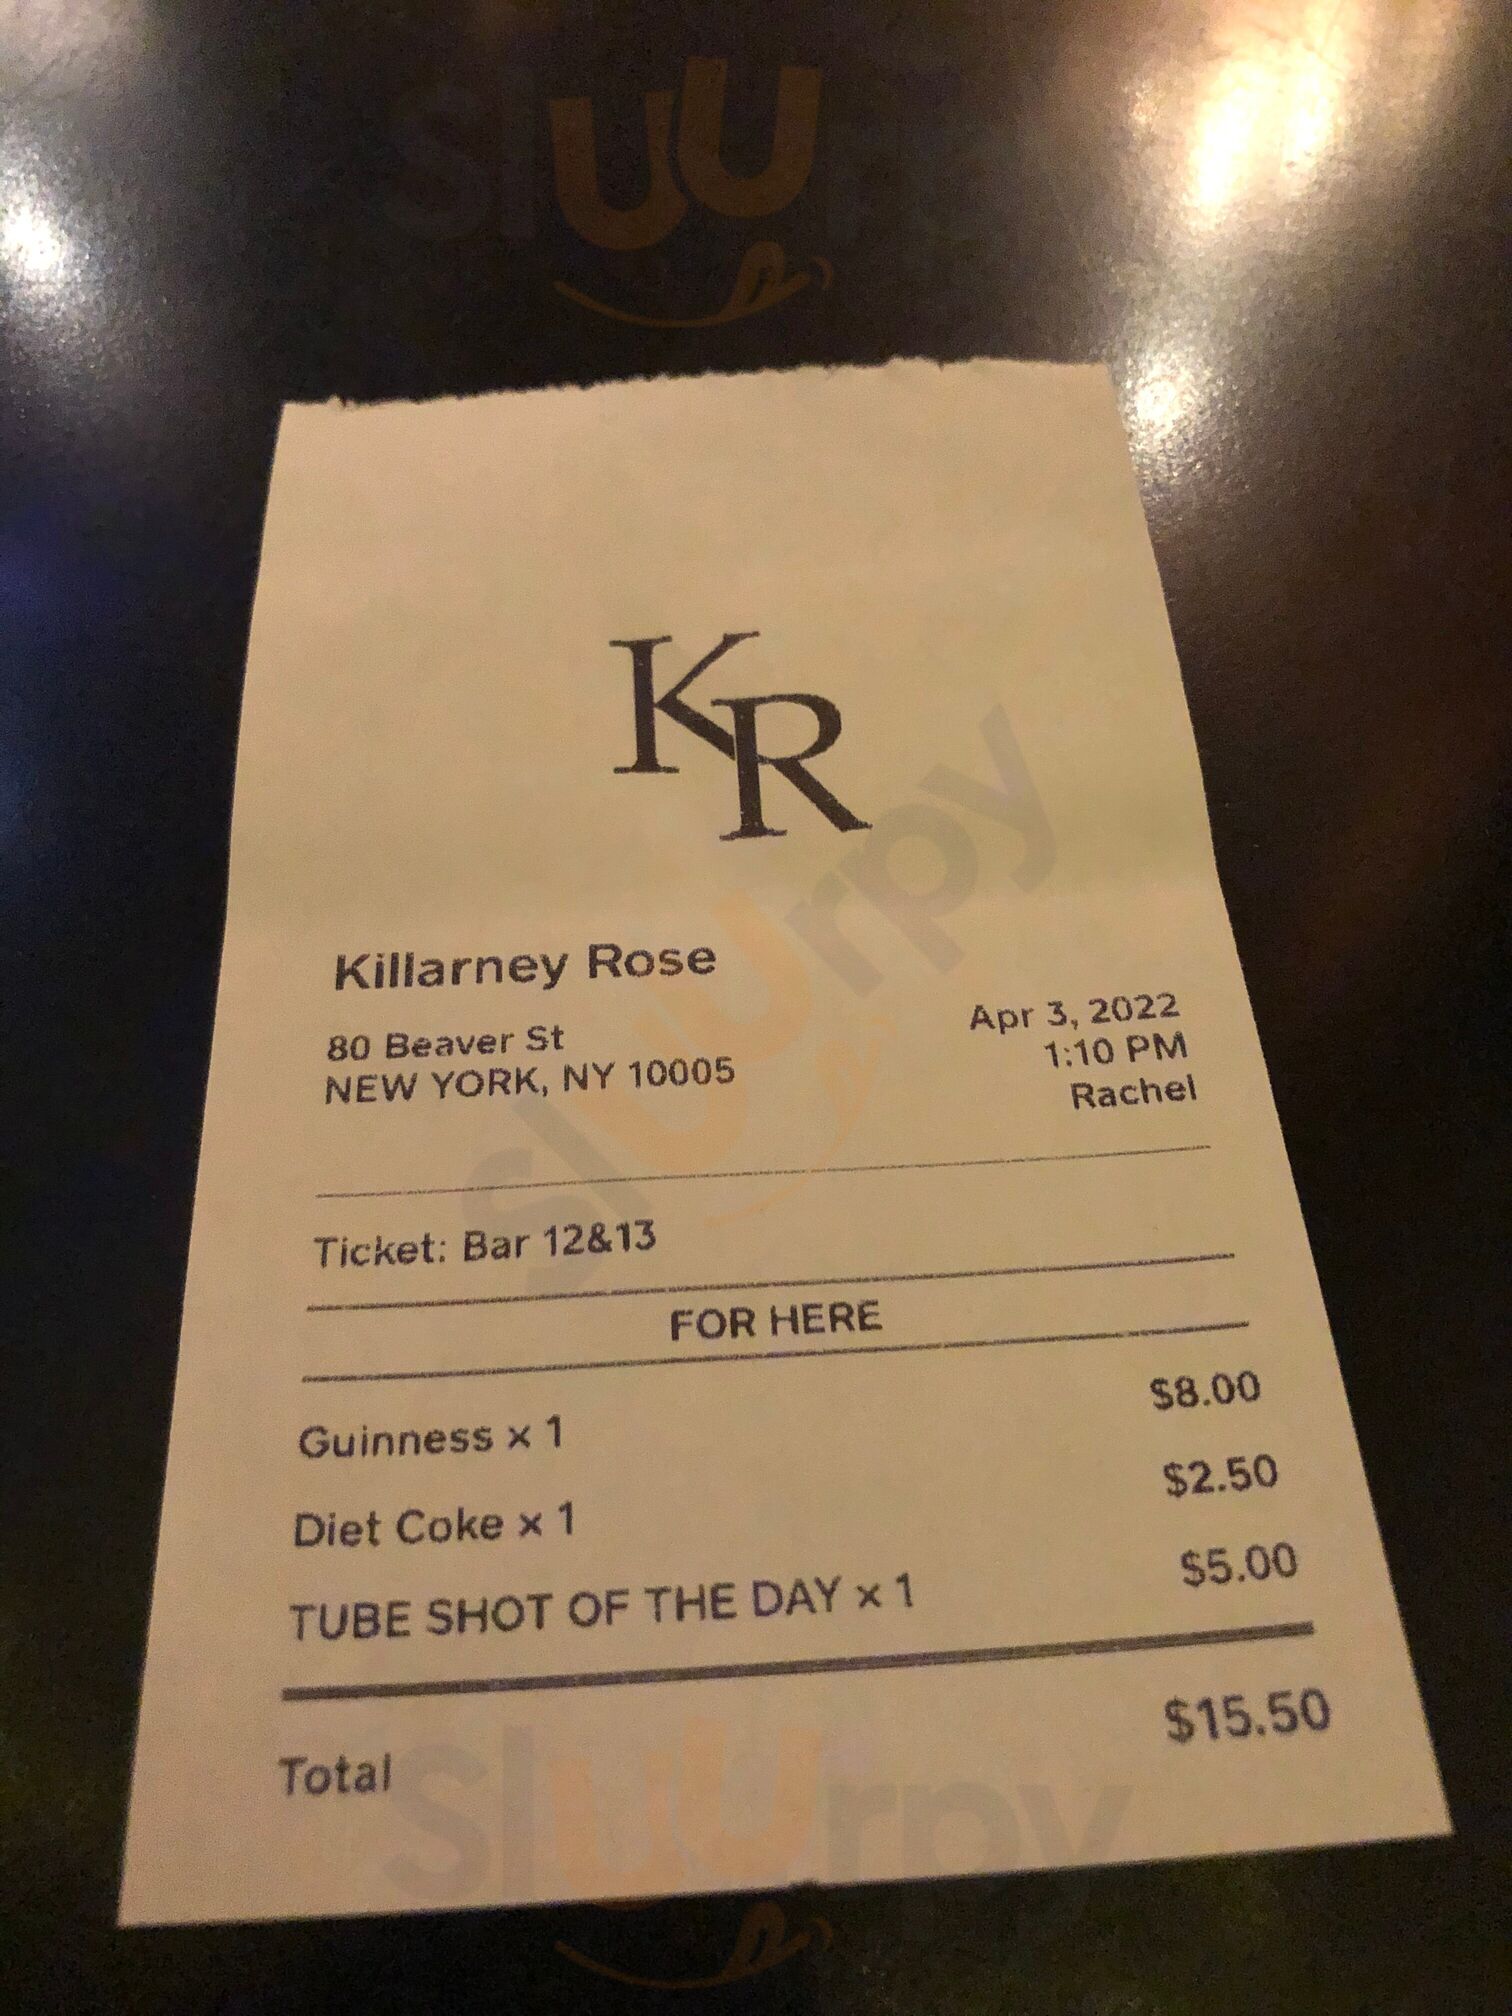 Sluurpy
KR
Killarney Rose
80 Beaver St
NEW YORK, NY 10005
Apr 3, 2022
1:10 PM
Rachel
Sluurpy
Ticket: Bar 12&13
FOR HERE
Guinness x 1 $8.00
Diet Coke x 1 $2.50
TUBE SHOT OF THE DAY x 1 $5.00
Total $15.50
Sluurpy